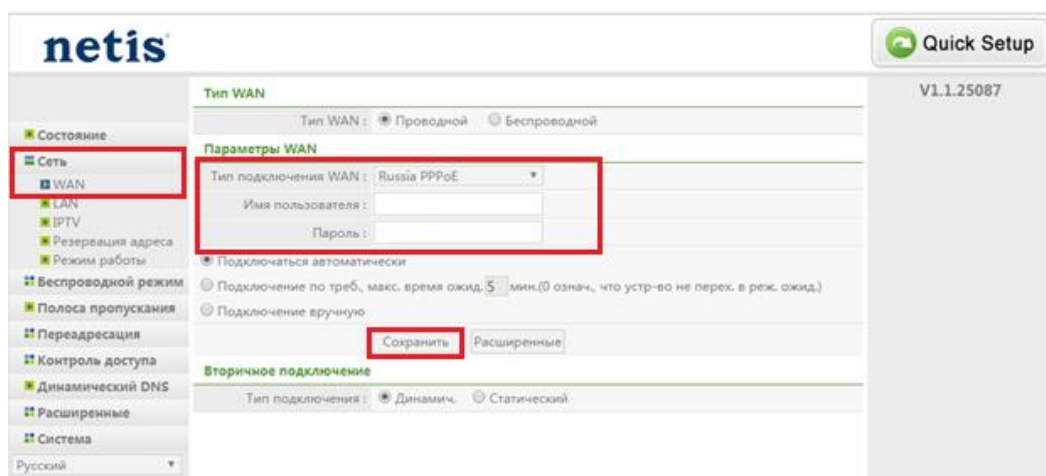 netis
Quick Setup
V1.1.25087
Состояние
Сеть
WAN
LAN
IPTV
Резервация адреса
Режим работы
Беспроводной режим
Полоса пропускания
Переадресация
Контроль доступа
Динамический DNS
Расширенные
Система
Русский
Тип WAN
Тип WAN : Проводной Беспроводной
Параметры WAN
Тип подключения WAN : Russia PPPoE
Имя пользователя :
Пароль :
Подключаться автоматически
Подключение по треб., макс. время ожид. 5 мин.(0 означ., что устр-во не перех. в реж. ожид.)
Подключение вручную
Сохранить Расширенные
Вторичное подключение
Тип подключения : Динамич. Статический